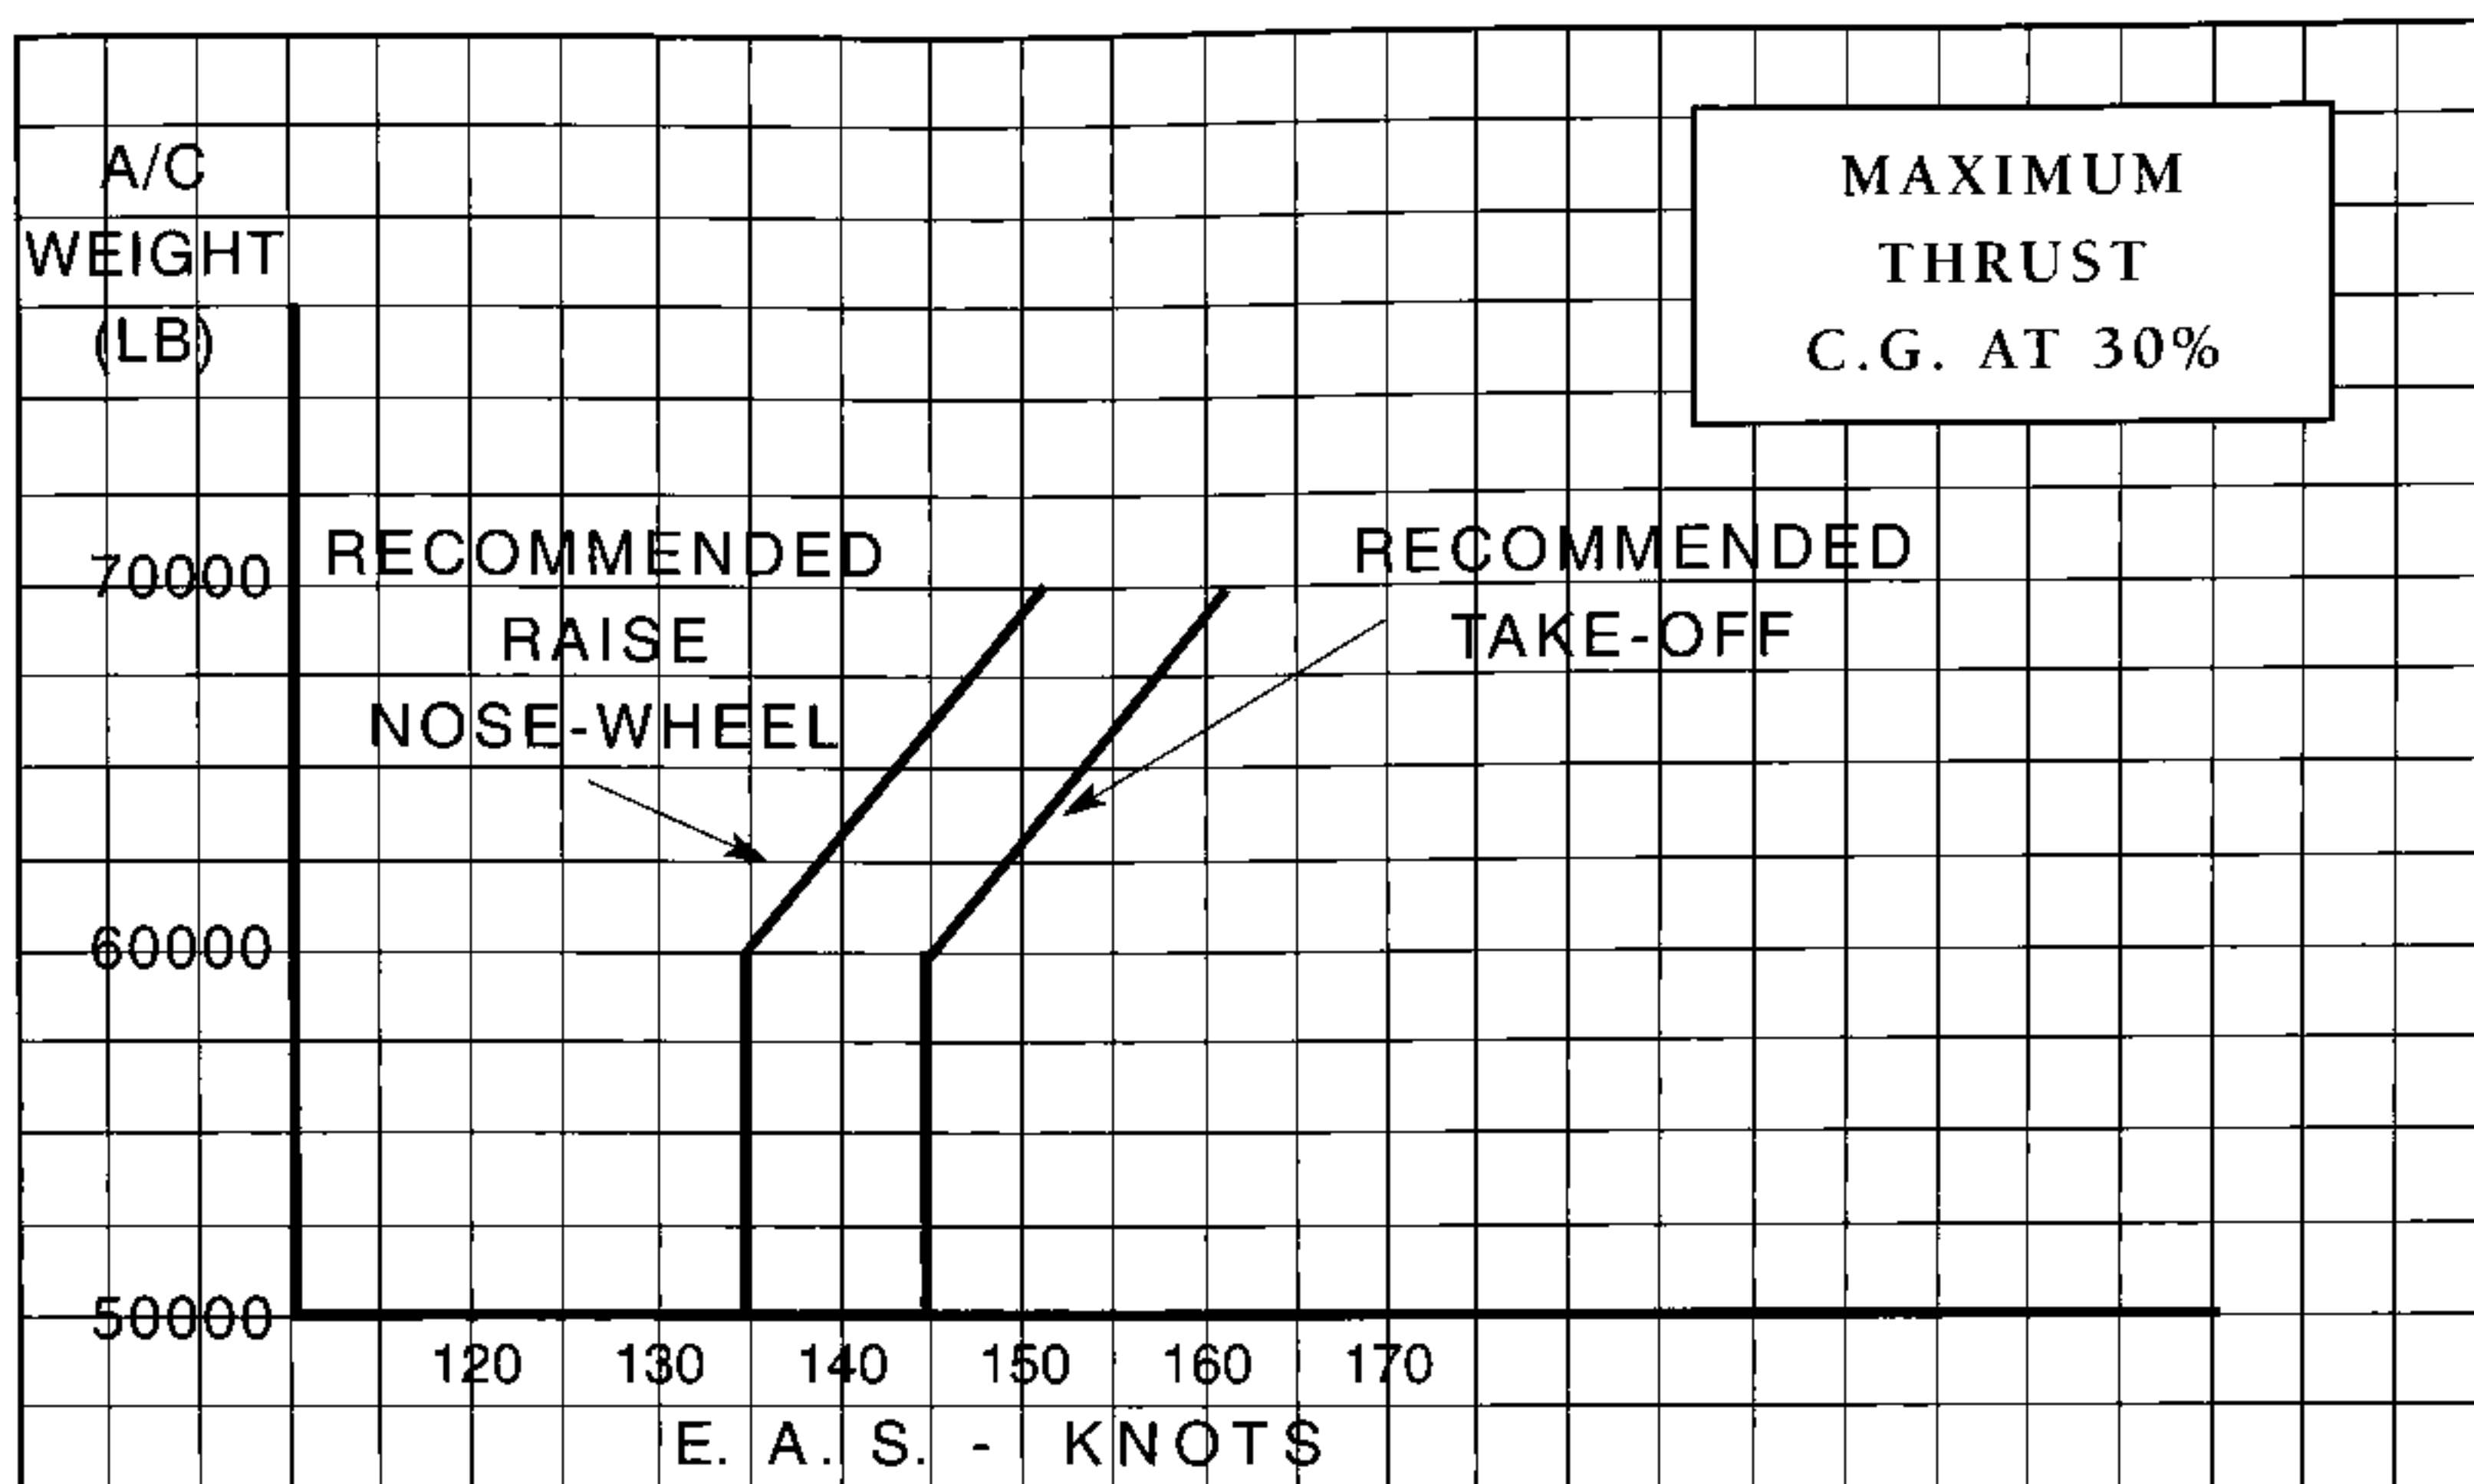 A/C
WEIGHT
(LB)
MAXIMUM
THRUST
C.G. AT 30%
RECOMMENDED
RAISE
NOSE-WHEEL
RECOMMENDED
TAKE-OFF
70000
60000
50000
120 130 140 150 160 170
E. A. S. - KNOTS